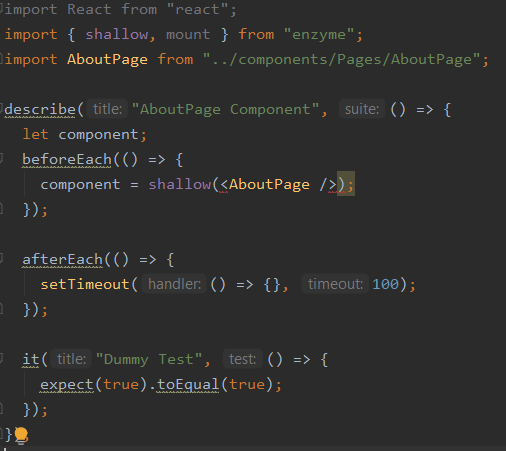 import React from "react";
import { shallow, mount } from "enzyme";
import AboutPage from "../components/Pages/AboutPage";
describe( title: "AboutPage Component", suite: () => {
let component;
beforeEach(() => {
component = shallow(<AboutPage />);
});
afterEach(() => {
setTimeout( handler: () => {}, timeout: 100);
});
it( title: "Dummy Test", test: () => {
expect(true).toEqual(true);
});
});